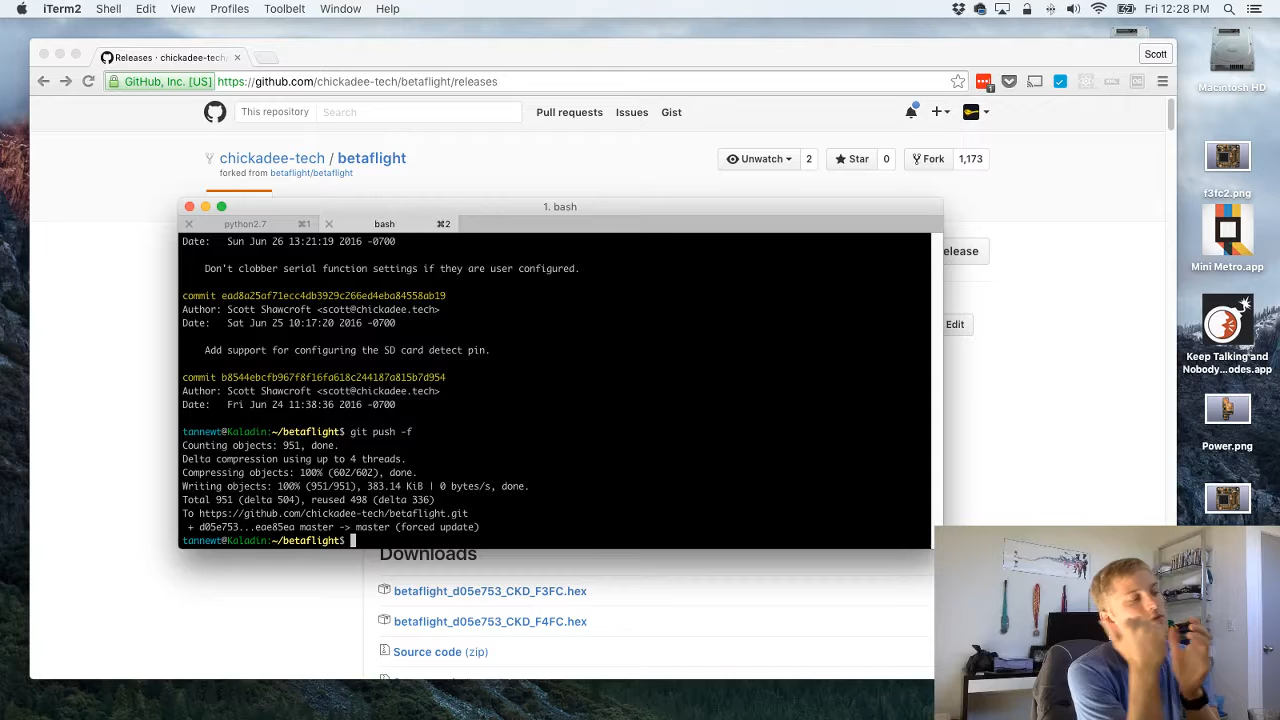 iTerm2 Shell Edit View Profiles Toolbelt Window Help Fri 12:28 PM
Releases · chickadee-tech/
Scott
GitHub, Inc. [US] https://github.com/chickadee-tech/betaflight/releases
Macintosh HD
This repository Search Pull requests Issues Gist
chickadee-tech / betaflight Unwatch 2 Star 0 Fork 1,173
forked from betaflight/betaflight
f3fc2.png
1. bash
python2.7 ⌘1 bash ⌘2
Date: Sun Jun 26 13:21:19 2016 -0700
elease
Don't clobber serial function settings if they are user configured.
Mini Metro.app
commit ead8a25af71ecc4db3929c266ed4eba84558ab19
Author: Scott Shawcroft <scott@chickadee.tech>
Date: Sat Jun 25 10:17:20 2016 -0700
Edit
Add support for configuring the SD card detect pin.
Keep Talking and
Nobody...odes.app
commit b8544ebcfb967f8f16fa618c244187a815b7d954
Author: Scott Shawcroft <scott@chickadee.tech>
Date: Fri Jun 24 11:38:36 2016 -0700
tannewt@Kaladin:~/betaflight$ git push -f
Counting objects: 951, done.
Power.png
Delta compression using up to 4 threads.
Compressing objects: 100% (602/602), done.
Writing objects: 100% (951/951), 383.14 KiB | 0 bytes/s, done.
Total 951 (delta 504), reused 498 (delta 336)
To https://github.com/chickadee-tech/betaflight.git
+ d05e753...eae85ea master -> master (forced update)
tannewt@Kaladin:~/betaflight$
Downloads
betaflight_d05e753_CKD_F3FC.hex
betaflight_d05e753_CKD_F4FC.hex
Source code (zip)